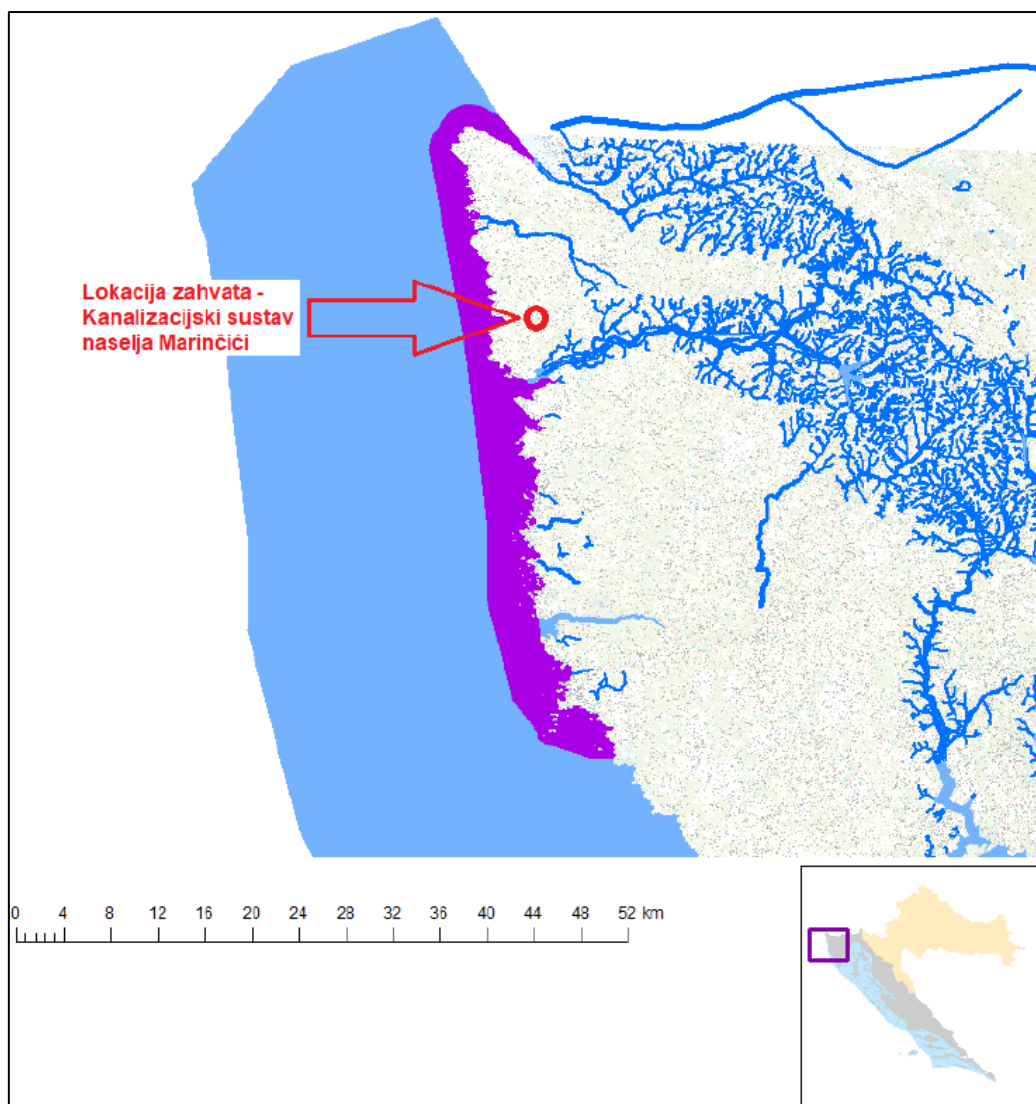 Lokacija zahvata -
Kanalizacijski sustav
naselja Marinčići
0 4 8 12 16 20 24 28 32 36 40 44 48 52 km